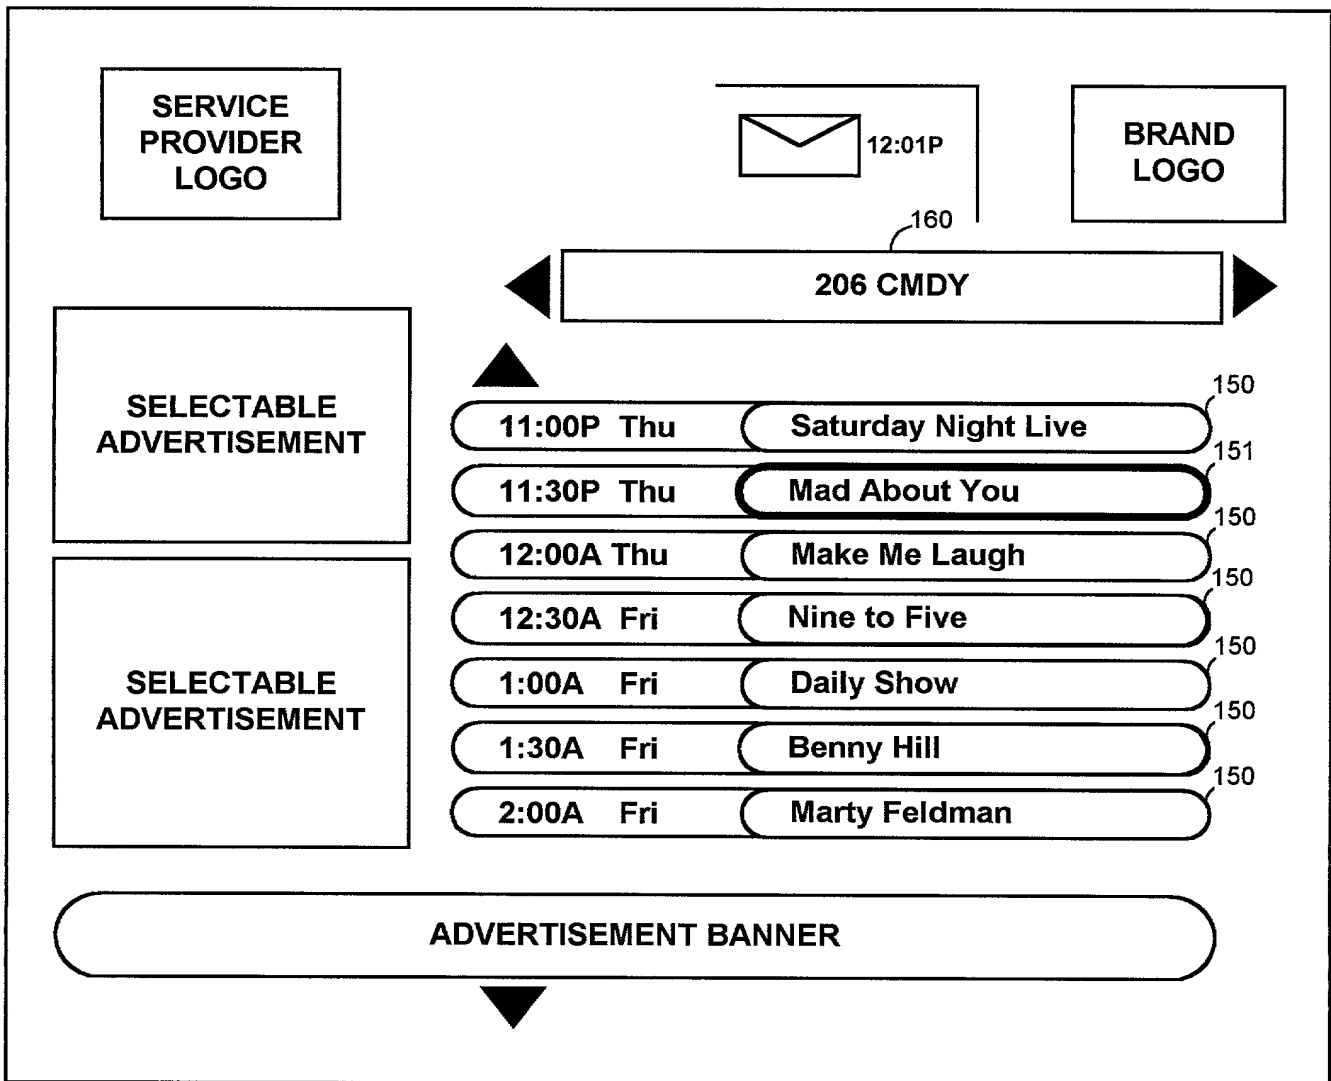 SERVICE
PROVIDER
LOGO
12:01P
BRAND
LOGO
160
206 CMDY
SELECTABLE
ADVERTISEMENT
150
11:00P Thu Saturday Night Live
151
11:30P Thu Mad About You
150
12:00A Thu Make Me Laugh
150
12:30A Fri Nine to Five
150
1:00A Fri Daily Show
150
1:30A Fri Benny Hill
150
2:00A Fri Marty Feldman
SELECTABLE
ADVERTISEMENT
ADVERTISEMENT BANNER